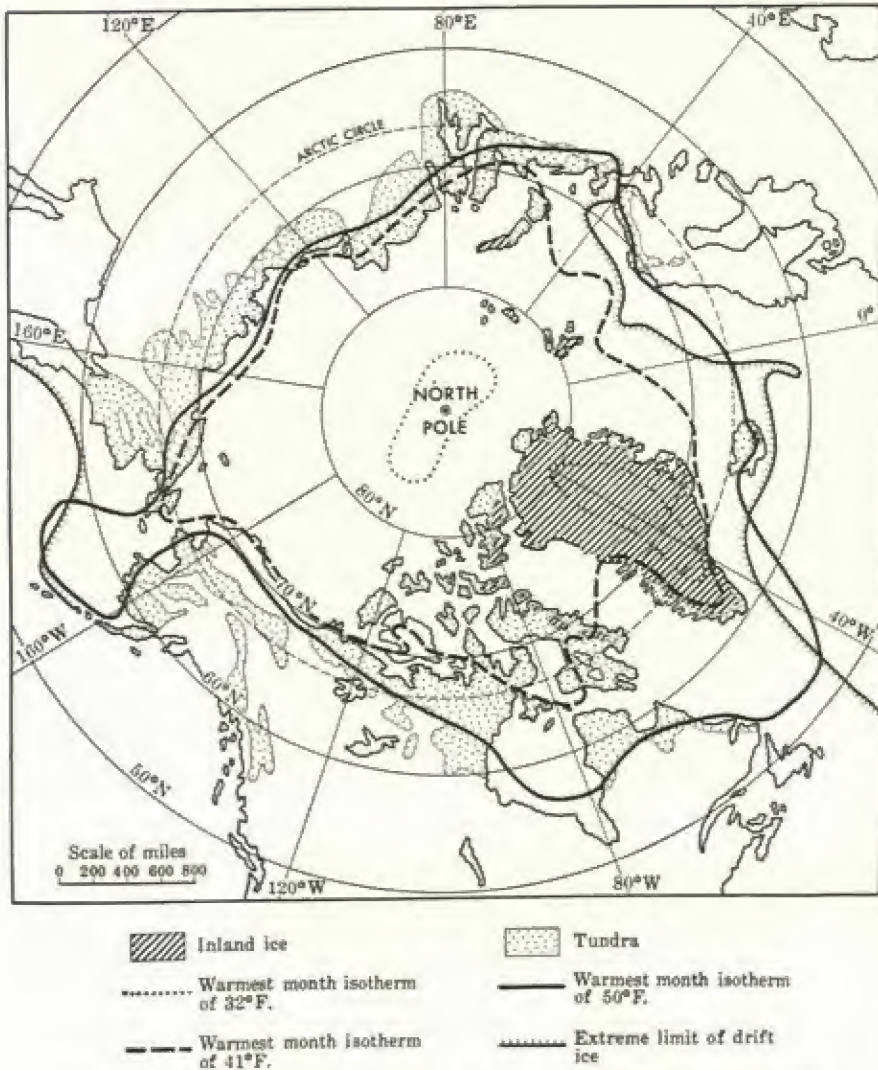 120°E
80°E
40°E
ARCTIC CIRCLE
160°E
0°
NORTH
POLE
80°N
70°N
160°W
40°W
60°N
50°N
Scale of miles
0 200 400 600 800
120°W
80°W
Inland ice
Tundra
Warmest month isotherm
of 32°F.
Warmest month isotherm
of 50°F.
Warmest month isotherm
of 41°F.
Extreme limit of drift
ice